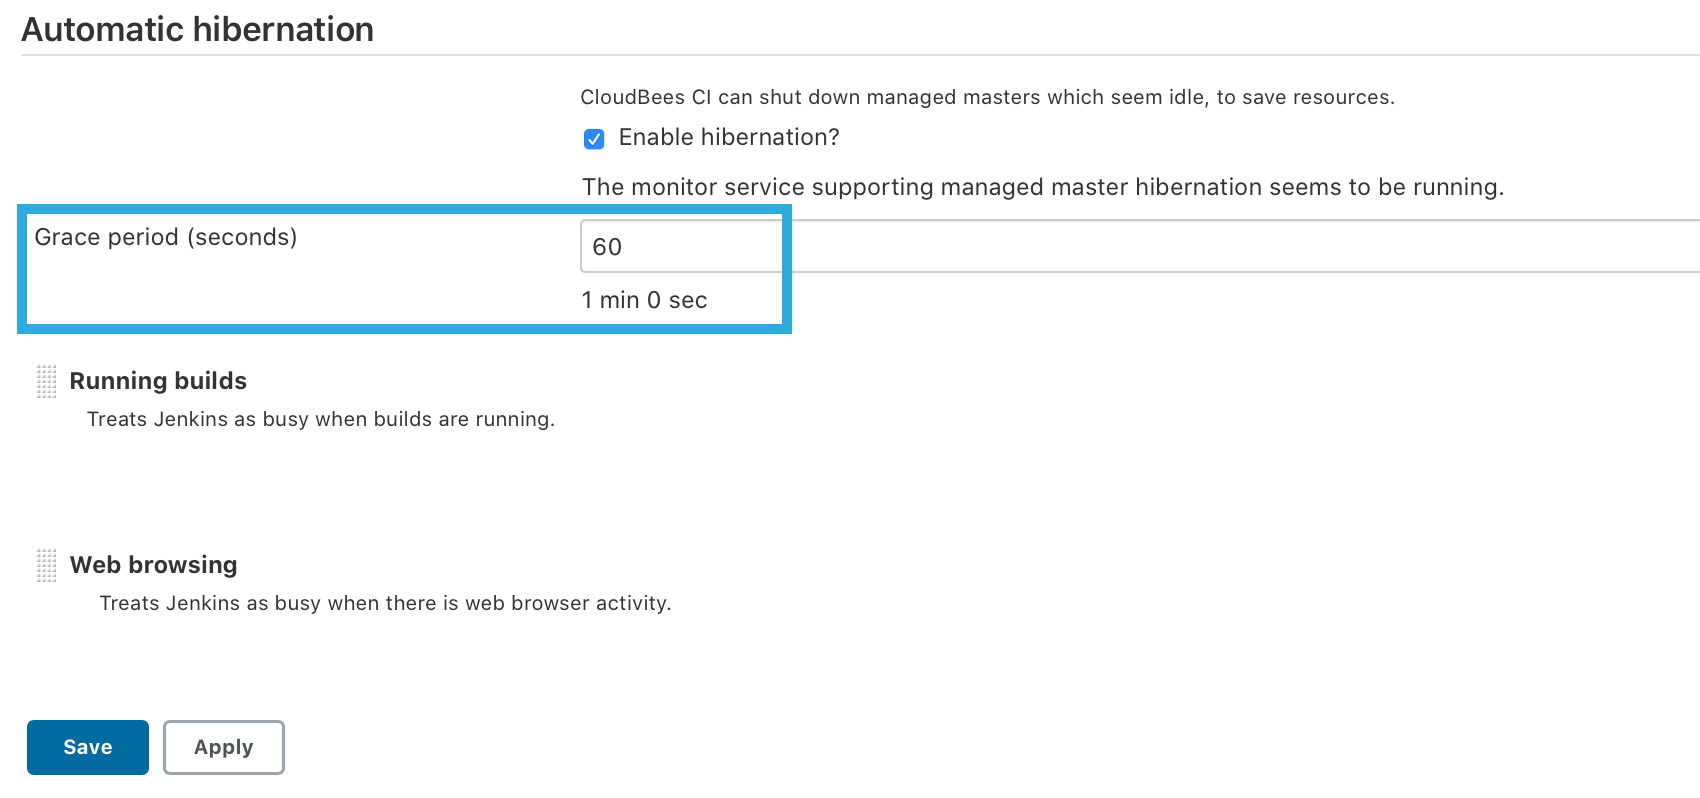 Automatic hibernation
CloudBees CI can shut down managed masters which seem idle, to save resources.
Enable hibernation?
The monitor service supporting managed master hibernation seems to be running.
Grace period (seconds)
60
1 min 0 sec
Running builds
Treats Jenkins as busy when builds are running.
Web browsing
Treats Jenkins as busy when there is web browser activity.
Save
Apply